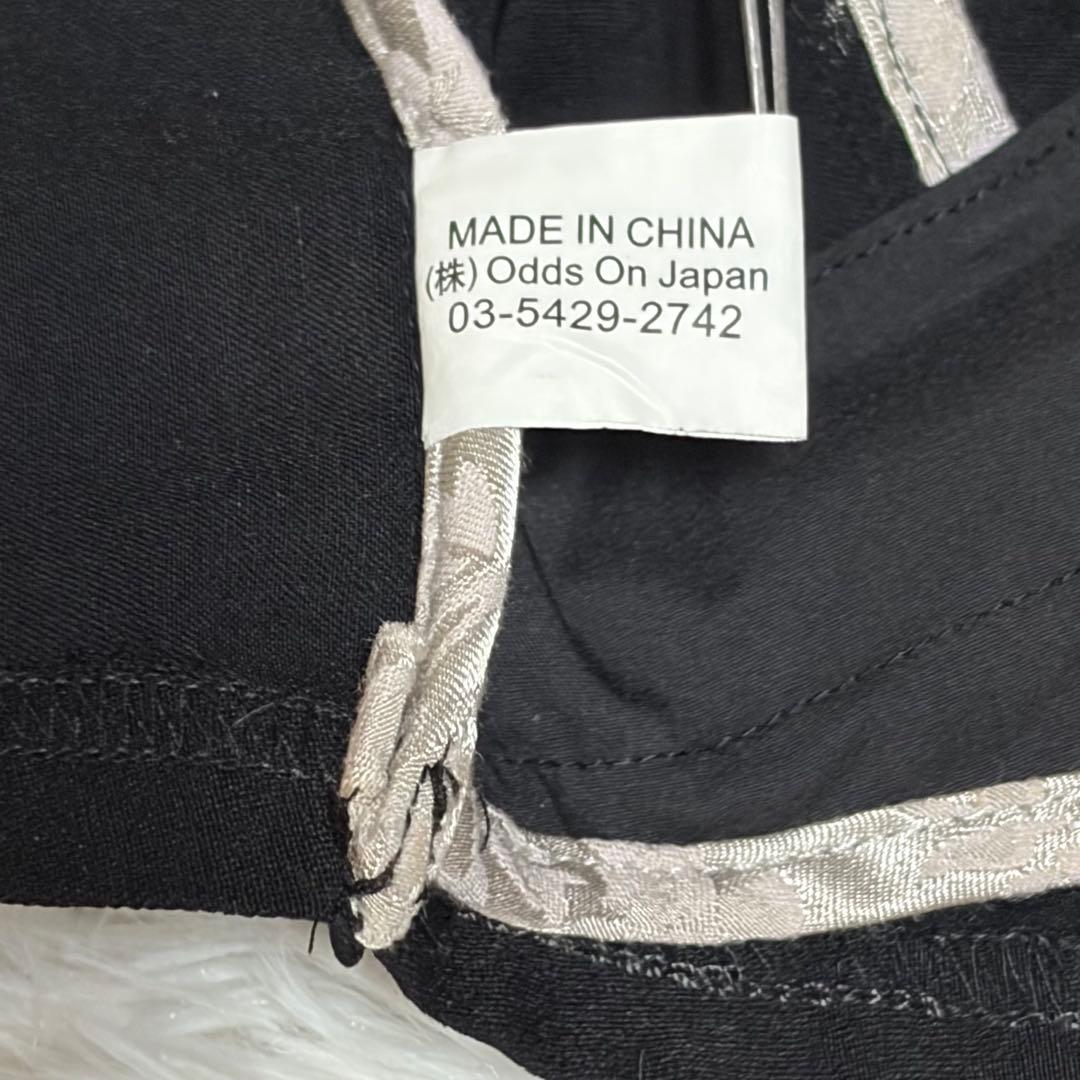 MADE IN CHINA
(株) Odds On Japan
03-5429-2742